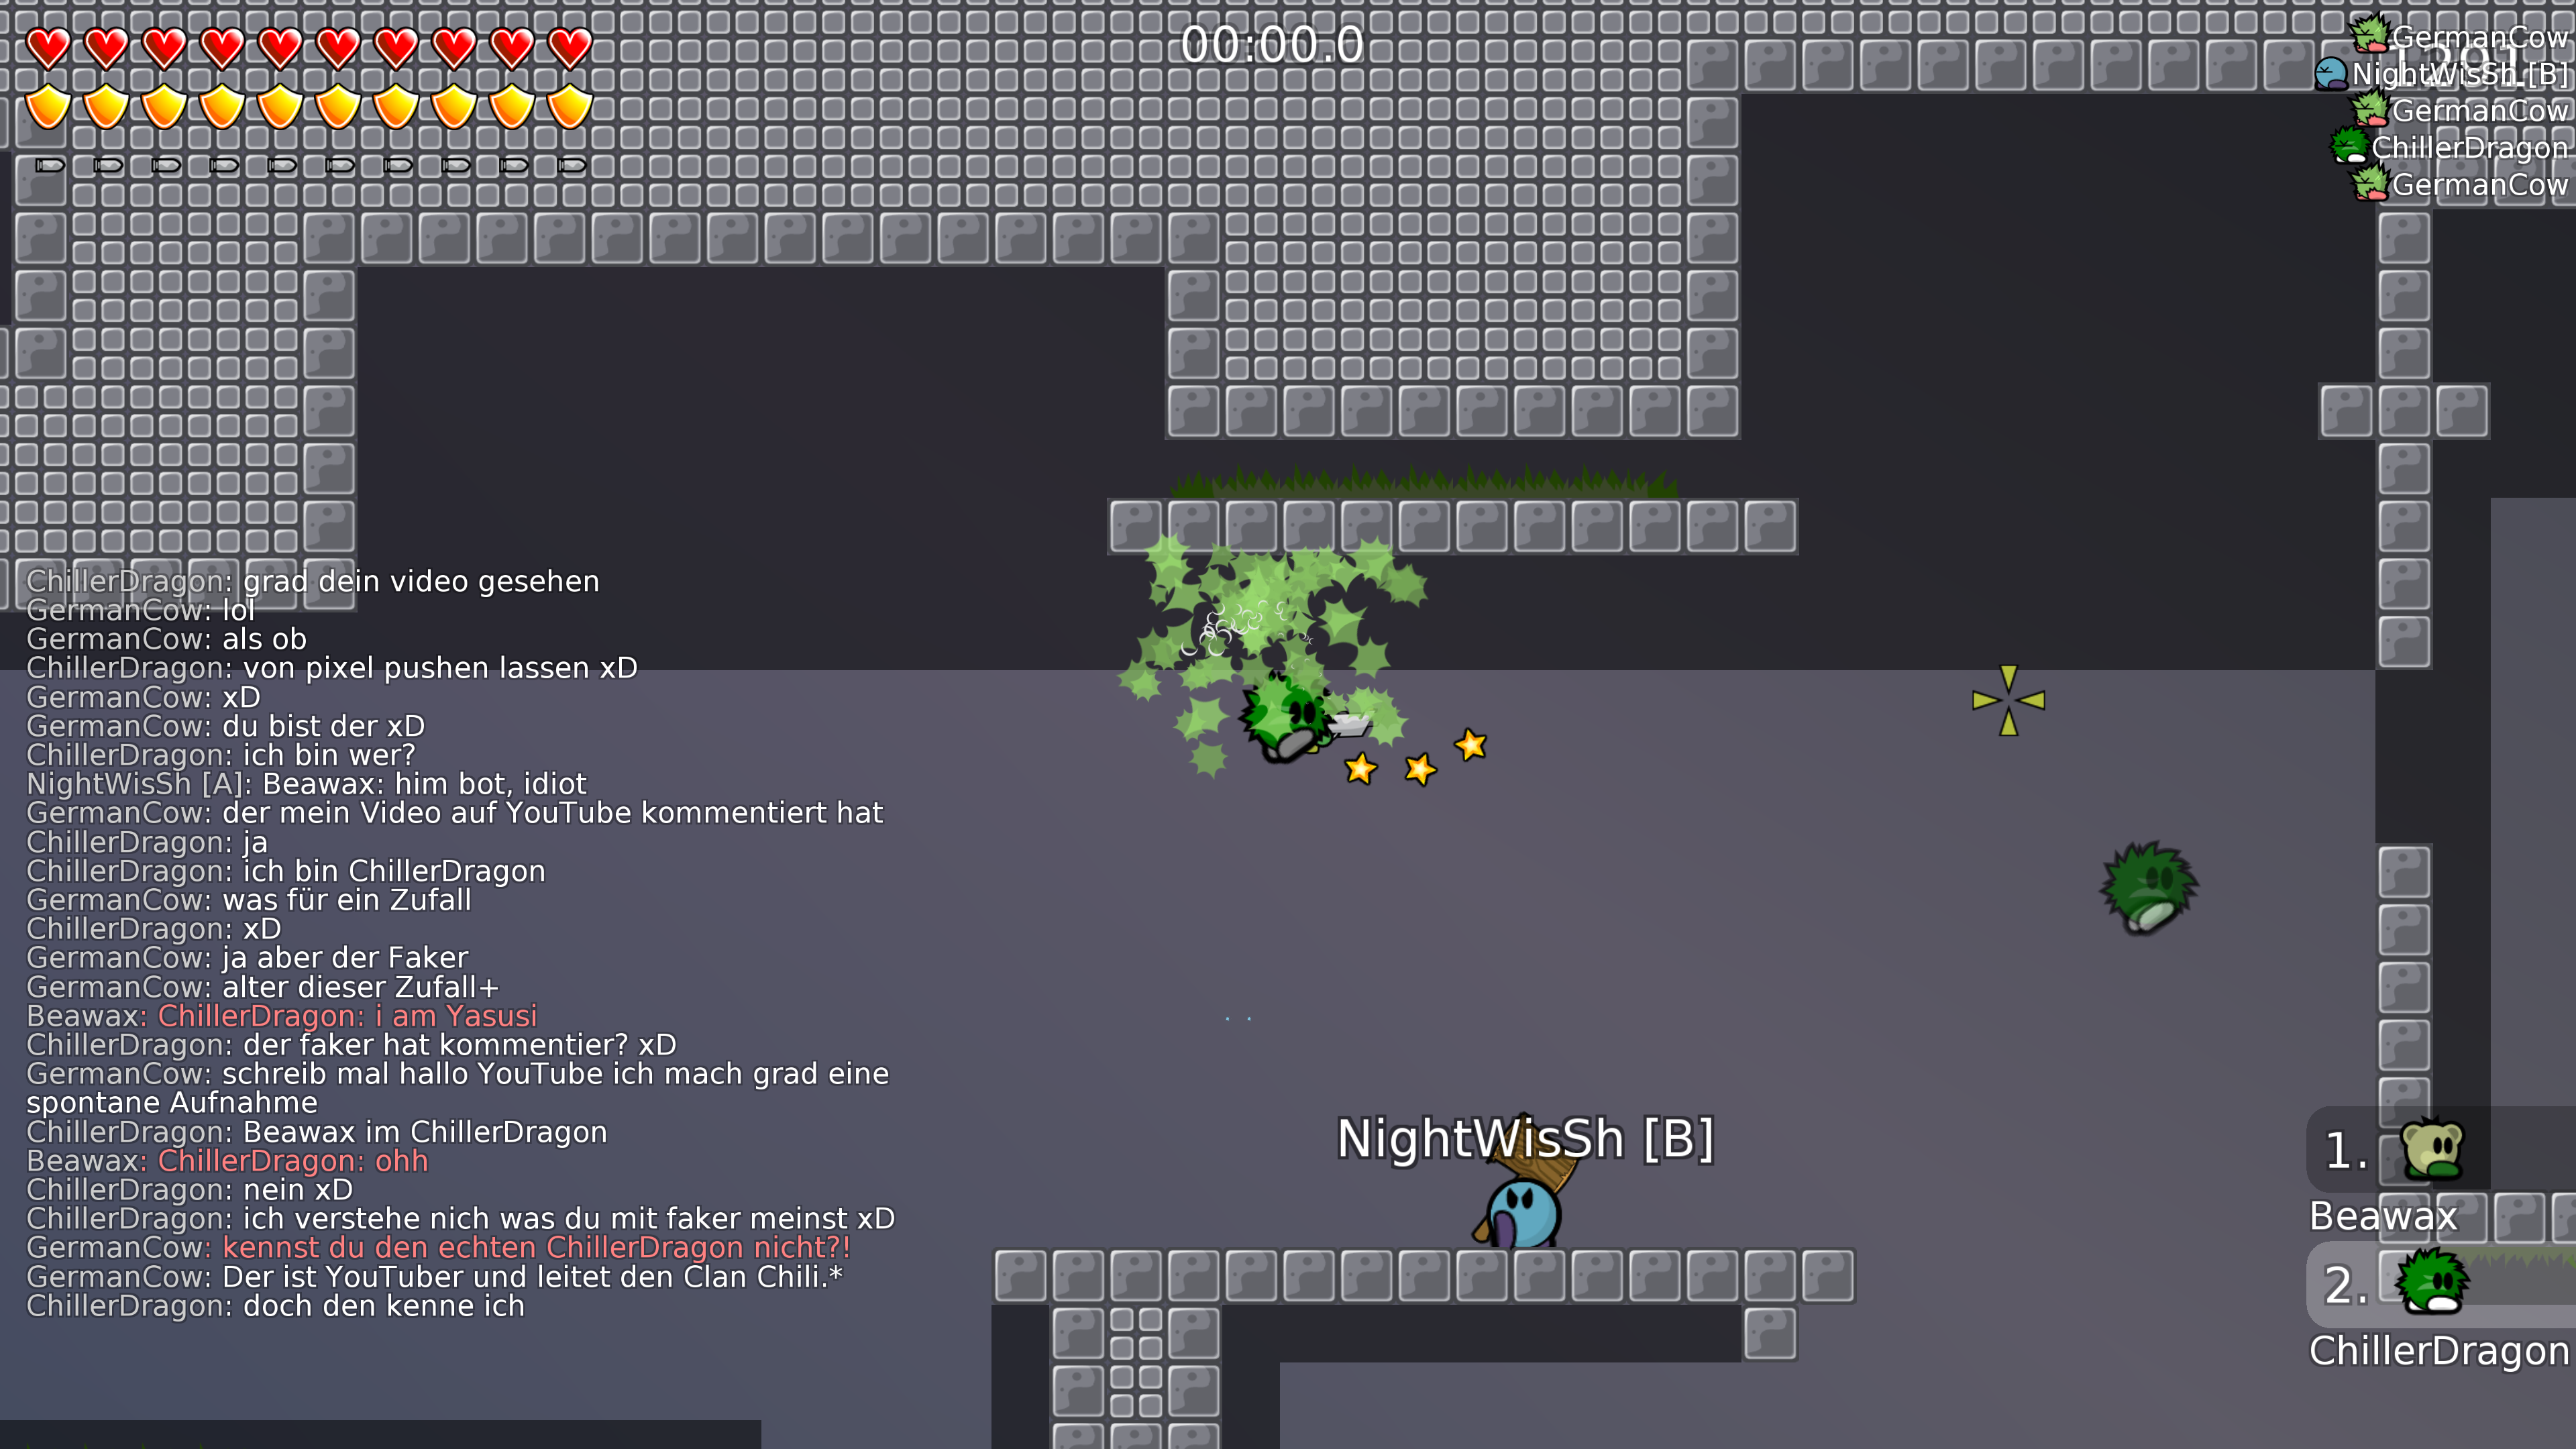 00:00.0
GermanCow
NightWisSh [B]
GermanCow
ChillerDragon
GermanCow
ChillerDragon: grad dein video gesehen
GermanCow: lol
GermanCow: als ob
ChillerDragon: von pixel pushen lassen xD
GermanCow: xD
GermanCow: du bist der xD
ChillerDragon: ich bin wer?
NightWisSh [A]: Beawax: him bot, idiot
GermanCow: der mein Video auf YouTube kommentiert hat
ChillerDragon: ja
ChillerDragon: ich bin ChillerDragon
GermanCow: was für ein Zufall
ChillerDragon: xD
GermanCow: ja aber der Faker
GermanCow: alter dieser Zufall+
Beawax: ChillerDragon: i am Yasusi
ChillerDragon: der faker hat kommentier? xD
GermanCow: schreib mal hallo YouTube ich mach grad eine
spontane Aufnahme
ChillerDragon: Beawax im ChillerDragon
Beawax: ChillerDragon: ohh
ChillerDragon: nein xD
ChillerDragon: ich verstehe nich was du mit faker meinst xD
GermanCow: kennst du den echten ChillerDragon nicht?!
GermanCow: Der ist YouTuber und leitet den Clan Chili.*
ChillerDragon: doch den kenne ich
NightWisSh [B]
1.
Beawax
2.
ChillerDragon